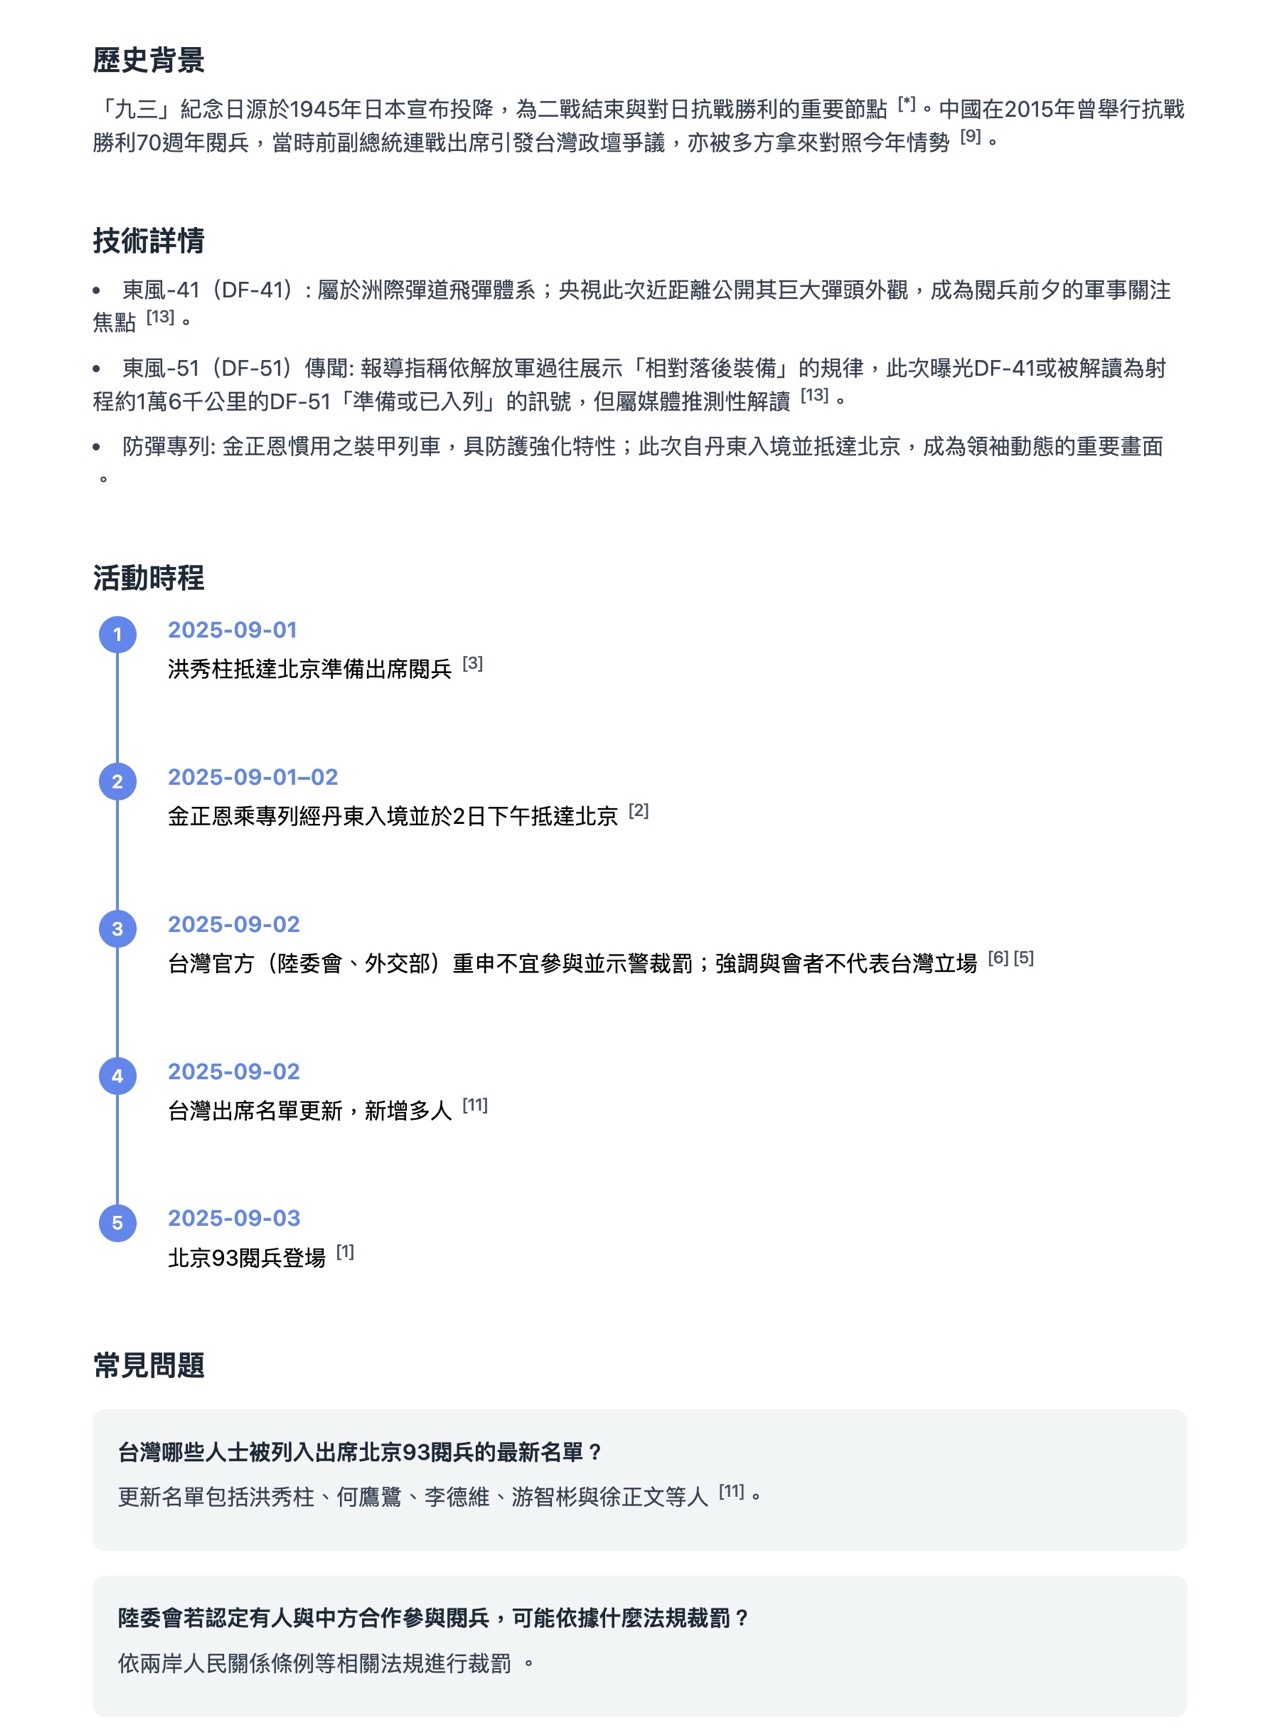 歷史背景
「九三」紀念日源於1945年日本宣布投降，為二戰結束與對日抗戰勝利的重要節點 [*]。中國在2015年曾舉行抗戰
勝利70週年閱兵，當時前副總統連戰出席引發台灣政壇爭議，亦被多方拿來對照今年情勢 [9]。
技術詳情
• 東風-41（DF-41）: 屬於洲際彈道飛彈體系；央視此次近距離公開其巨大彈頭外觀，成為閱兵前夕的軍事關注
焦點 [13]。
• 東風-51（DF-51）傳聞: 報導指稱依解放軍過往展示「相對落後裝備」的規律，此次曝光DF-41或被解讀為射
程約1萬6千公里的DF-51「準備或已入列」的訊號，但屬媒體推測性解讀 [13]。
• 防彈專列: 金正恩慣用之裝甲列車，具防護強化特性；此次自丹東入境並抵達北京，成為領袖動態的重要畫面
。
活動時程
1 2025-09-01
洪秀柱抵達北京準備出席閱兵 [3]
2 2025-09-01–02
金正恩乘專列經丹東入境並於2日下午抵達北京 [2]
3 2025-09-02
台灣官方（陸委會、外交部）重申不宜參與並示警裁罰；強調與會者不代表台灣立場 [6] [5]
4 2025-09-02
台灣出席名單更新，新增多人 [11]
5 2025-09-03
北京93閱兵登場 [1]
常見問題
台灣哪些人士被列入出席北京93閱兵的最新名單？
更新名單包括洪秀柱、何鷹鷺、李德維、游智彬與徐正文等人 [11]。
陸委會若認定有人與中方合作參與閱兵，可能依據什麼法規裁罰？
依兩岸人民關係條例等相關法規進行裁罰 。